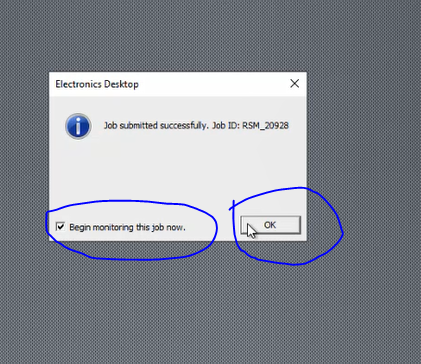 Electronics Desktop
Job submitted successfully. Job ID: RSM_20928
Begin monitoring this job now.
OK